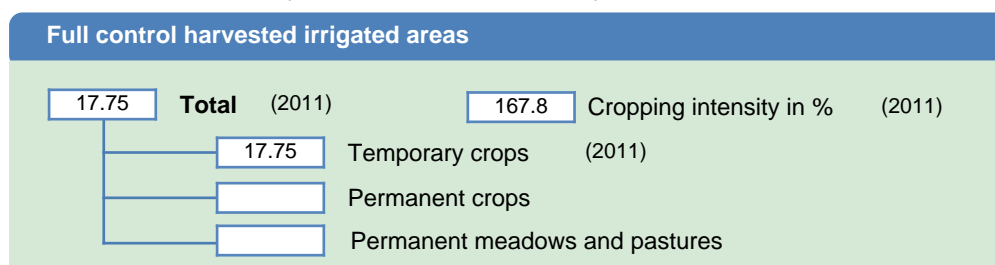 Full control harvested irrigated areas
17.75 Total (2011) 167.8 Cropping intensity in % (2011)
17.75 Temporary crops (2011)
Permanent crops
Permanent meadows and pastures